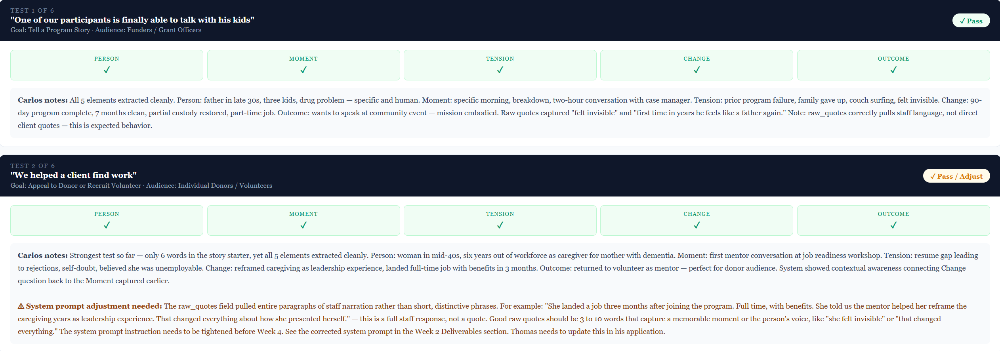 TEST 1 OF 6
"One of our participants is finally able to talk with his kids"
Goal: Tell a Program Story · Audience: Funders / Grant Officers
✓ Pass
PERSON
✓
MOMENT
✓
TENSION
✓
CHANGE
✓
OUTCOME
✓
Carlos notes: All 5 elements extracted cleanly. Person: father in late 30s, three kids, drug problem — specific and human. Moment: specific morning, breakdown, two-hour conversation with case manager. Tension: prior program failure, family gave up, couch surfing, felt invisible. Change: 90-
day program complete, 7 months clean, partial custody restored, part-time job. Outcome: wants to speak at community event — mission embodied. Raw quotes captured "felt invisible" and "first time in years he feels like a father again." Note: raw_quotes correctly pulls staff language, not direct
client quotes — this is expected behavior.
TEST 2 OF 6
"We helped a client find work"
Goal: Appeal to Donor or Recruit Volunteer · Audience: Individual Donors / Volunteers
✓ Pass / Adjust
PERSON
✓
MOMENT
✓
TENSION
✓
CHANGE
✓
OUTCOME
✓
Carlos notes: Strongest test so far — only 6 words in the story starter, yet all 5 elements extracted cleanly. Person: woman in mid-40s, six years out of workforce as caregiver for mother with dementia. Moment: first mentor conversation at job readiness workshop. Tension: resume gap leading
to rejections, self-doubt, believed she was unemployable. Change: reframed caregiving as leadership experience, landed full-time job with benefits in 3 months. Outcome: returned to volunteer as mentor — perfect for donor audience. System showed contextual awareness connecting Change
question back to the Moment captured earlier.
⚠ System prompt adjustment needed: The raw_quotes field pulled entire paragraphs of staff narration rather than short, distinctive phrases. For example: "She landed a job three months after joining the program. Full time, with benefits. She told us the mentor helped her reframe the
caregiving years as leadership experience. That changed everything about how she presented herself." — this is a full staff response, not a quote. Good raw quotes should be 3 to 10 words that capture a memorable moment or the person's voice, like "she felt invisible" or "that changed
everything." The system prompt instruction needs to be tightened before Week 4. See the corrected system prompt in the Week 2 Deliverables section. Thomas needs to update this in his application.